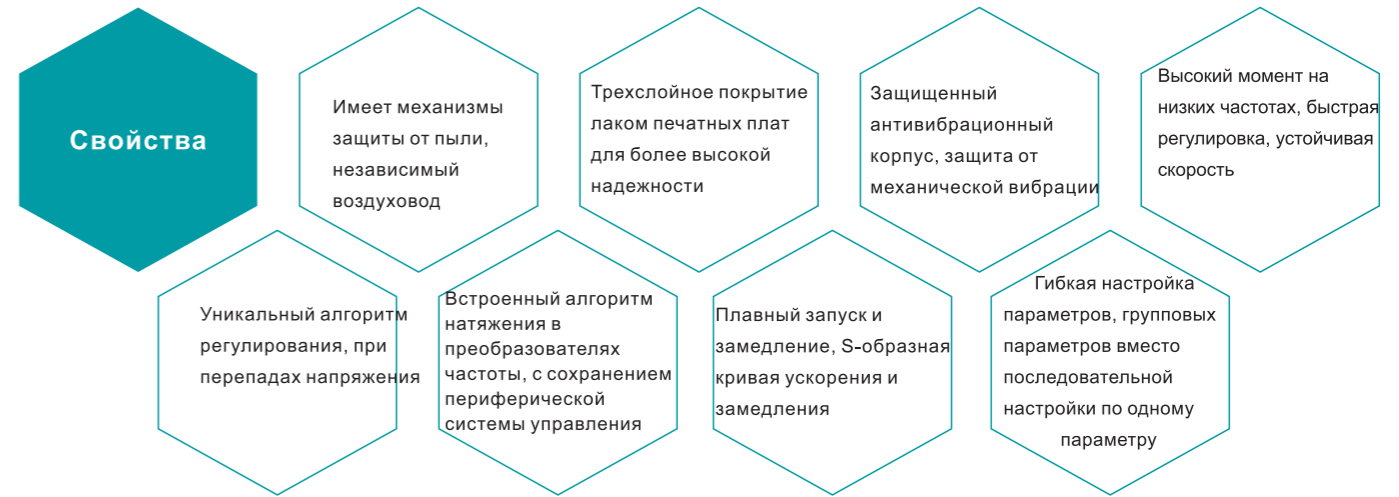 Свойства
Имеет механизмы
защиты от пыли,
независимый
воздуховод
Трехслойное покрытие
лаком печатных плат
для более высокой
надежности
Защищенный
антивибрационный
корпус, защита от
механической вибрации
Высокий момент на
низких частотах, быстрая
регулировка, устойчивая
скорость
Уникальный алгоритм
регулирования, при
перепадах напряжения
Встроенный алгоритм
натяжения в
преобразователях
частоты, с сохранением
периферической
системы управления
Плавный запуск и
замедление, S-образная
кривая ускорения и
замедления
Гибкая настройка
параметров, групповых
параметров вместо
последовательной
настройки по одному
параметру